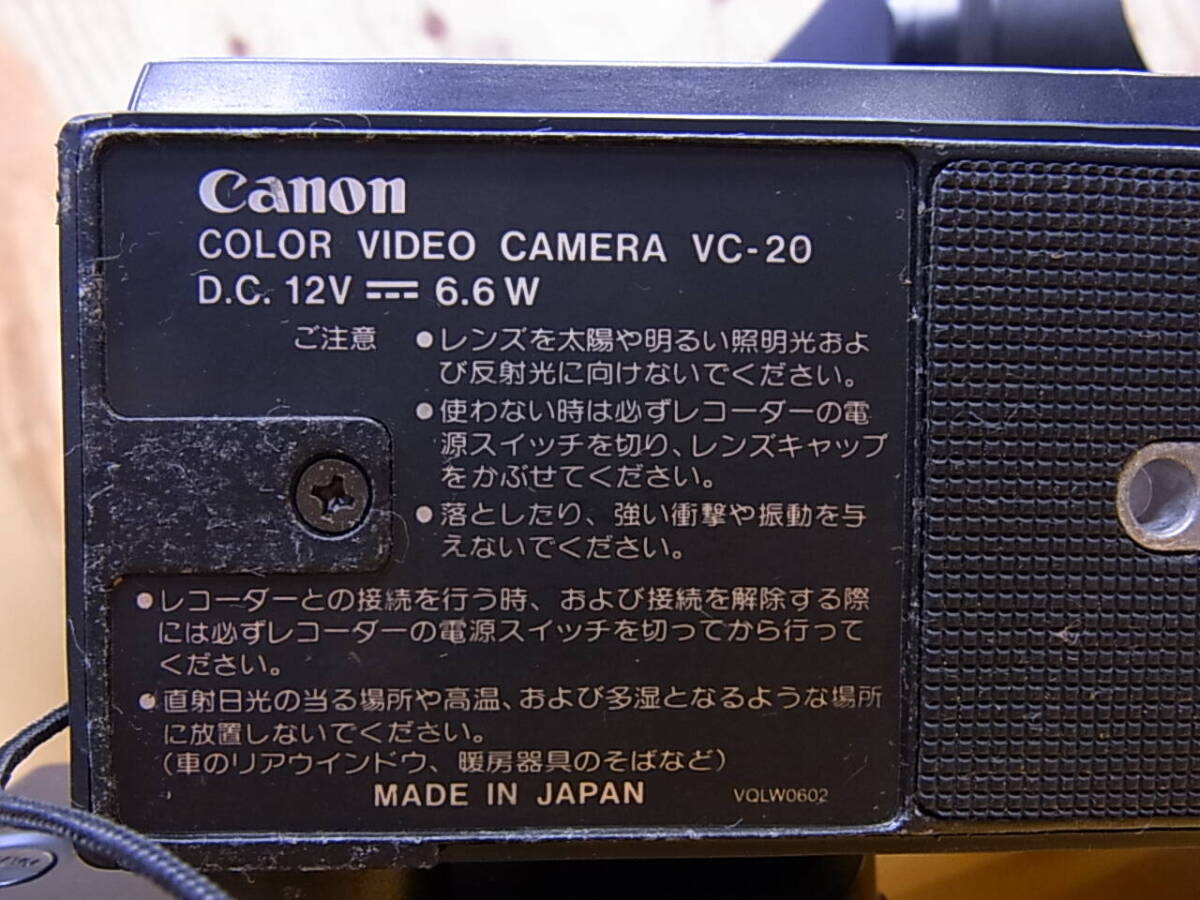 Canon
COLOR VIDEO CAMERA VC-20
D.C. 12V ⎓ 6.6W
ご注意
●レンズを太陽や明るい照明光およ
び反射光に向けないでください。
●使わない時は必ずレコーダーの電
源スイッチを切り、レンズキャップ
をかぶせてください。
●落としたり、強い衝撃や振動を与
えないでください。
●レコーダーとの接続を行う時、および接続を解除する際
には必ずレコーダーの電源スイッチを切ってから行って
ください。
●直射日光の当る場所や高温、および多湿となるような場所
に放置しないでください。
(車のリアウインドウ、暖房器具のそばなど)
MADE IN JAPAN
VQLW0602